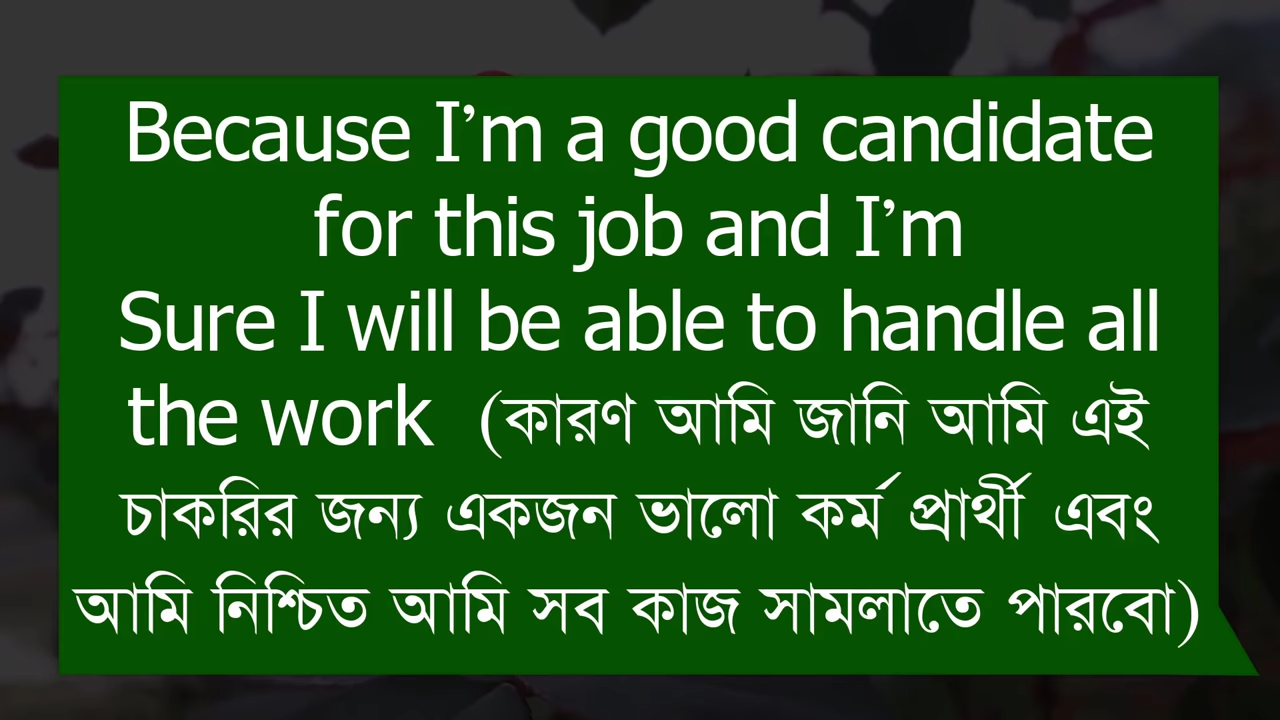 Because I’m a good candidate
for this job and I’m
Sure I will be able to handle all
the work (কারণ আমি জানি আমি এই
চাকরির জন্য একজন ভালো কর্ম প্রার্থী এবং
আমি নিশ্চিত আমি সব কাজ সামলাতে পারবো)